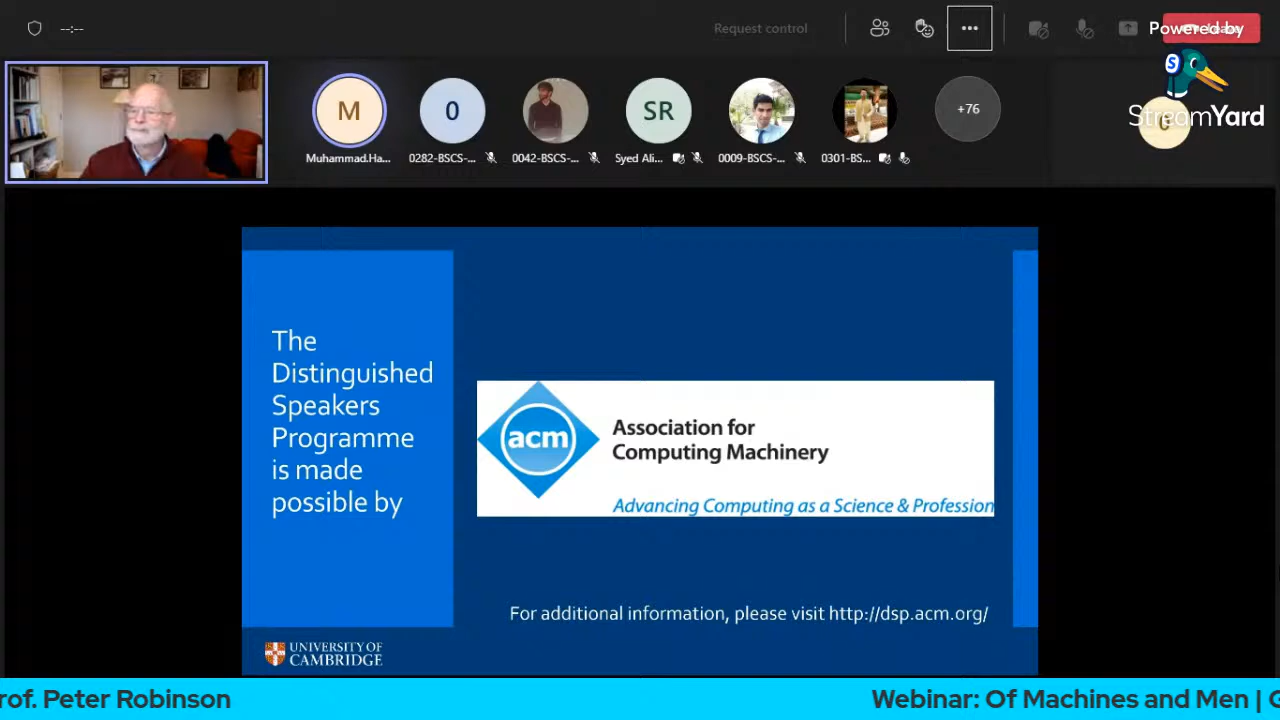 --:--
Request control
Powered by
StreamYard
M
0
SR
+76
Muhammad.Ha...
0282-BSCS-...
0042-BSCS-...
Syed Ali...
0009-BSCS-...
0301-BS...
The
Distinguished
Speakers
Programme
is made
possible by
acm
Association for
Computing Machinery
Advancing Computing as a Science & Profession
For additional information, please visit http://dsp.acm.org/
UNIVERSITY OF
CAMBRIDGE
rof. Peter Robinson
Webinar: Of Machines and Men |